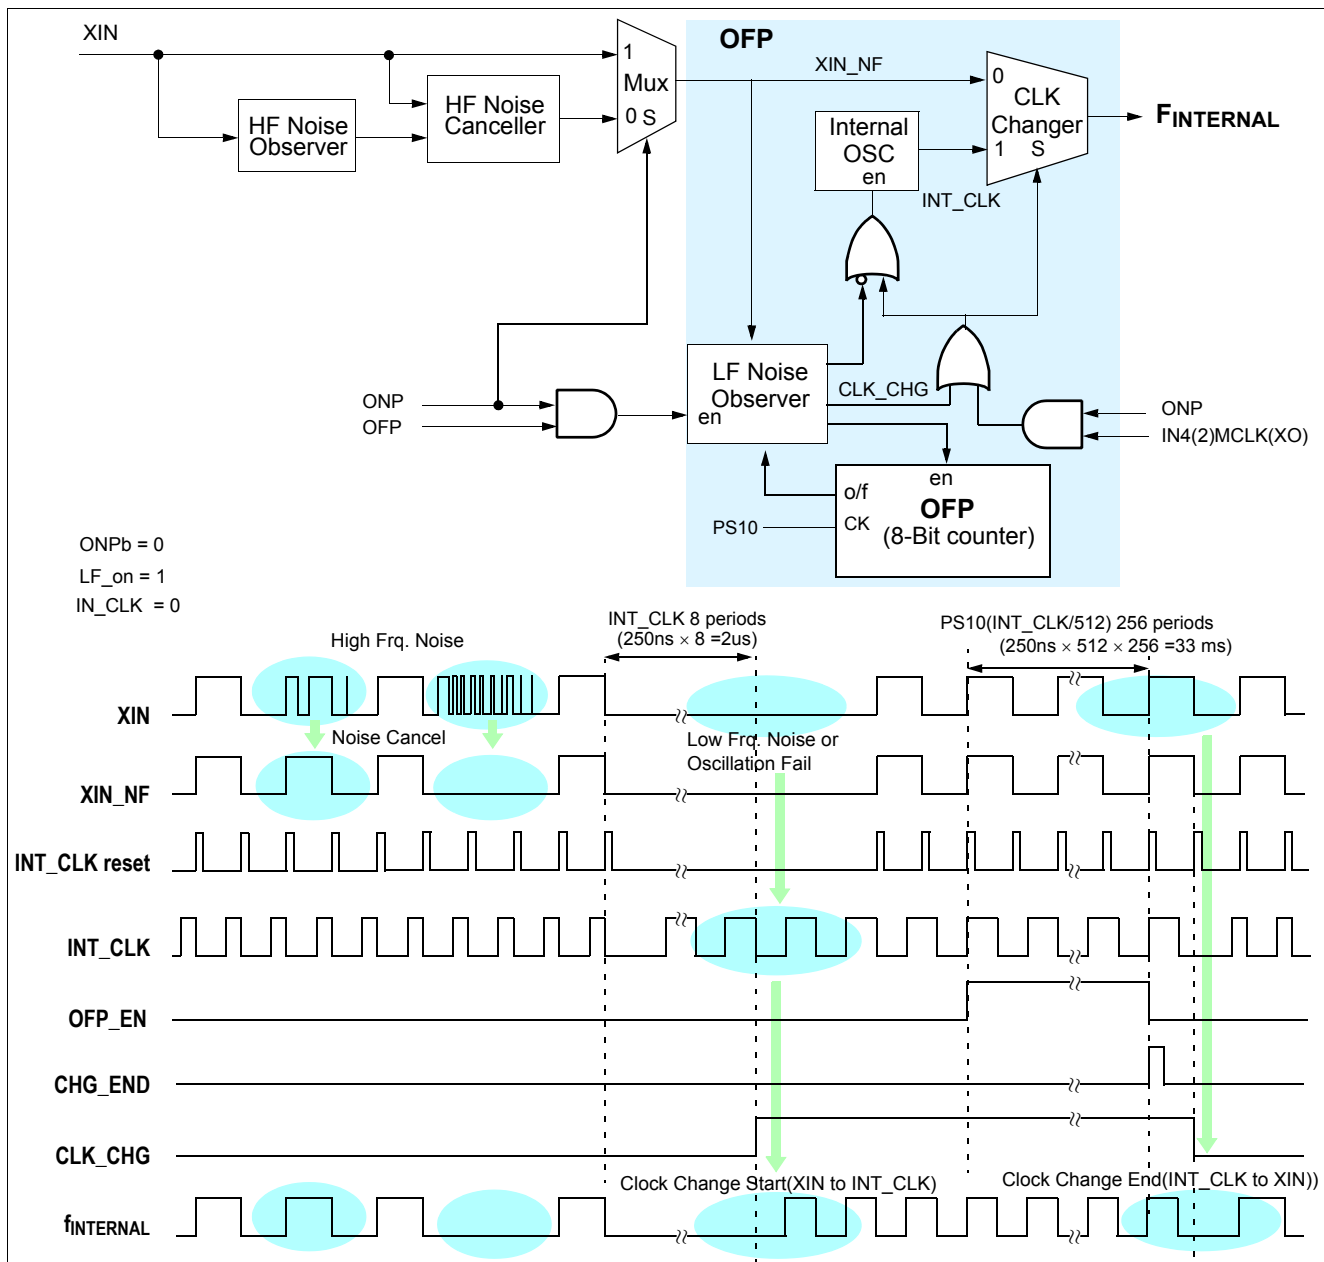 XIN
OFP
1
Mux
0 S
HF Noise
Observer
HF Noise
Canceller
XIN_NF
0
CLK
Changer
1 S
FINTERNAL
Internal
OSC
en
INT_CLK
LF Noise
Observer
en
CLK_CHG
ONP
OFP
ONP
IN4(2)MCLK(XO)
en
o/f
OFP
CK
(8-Bit counter)
PS10
ONPb = 0
LF_on = 1
IN_CLK = 0
High Frq. Noise
INT_CLK 8 periods
(250ns × 8 =2us)
PS10(INT_CLK/512) 256 periods
(250ns × 512 × 256 =33 ms)
XIN
Noise Cancel
Low Frq. Noise or
Oscillation Fail
XIN_NF
INT_CLK reset
INT_CLK
OFP_EN
CHG_END
CLK_CHG
Clock Change Start(XIN to INT_CLK)
Clock Change End(INT_CLK to XIN))
fINTERNAL